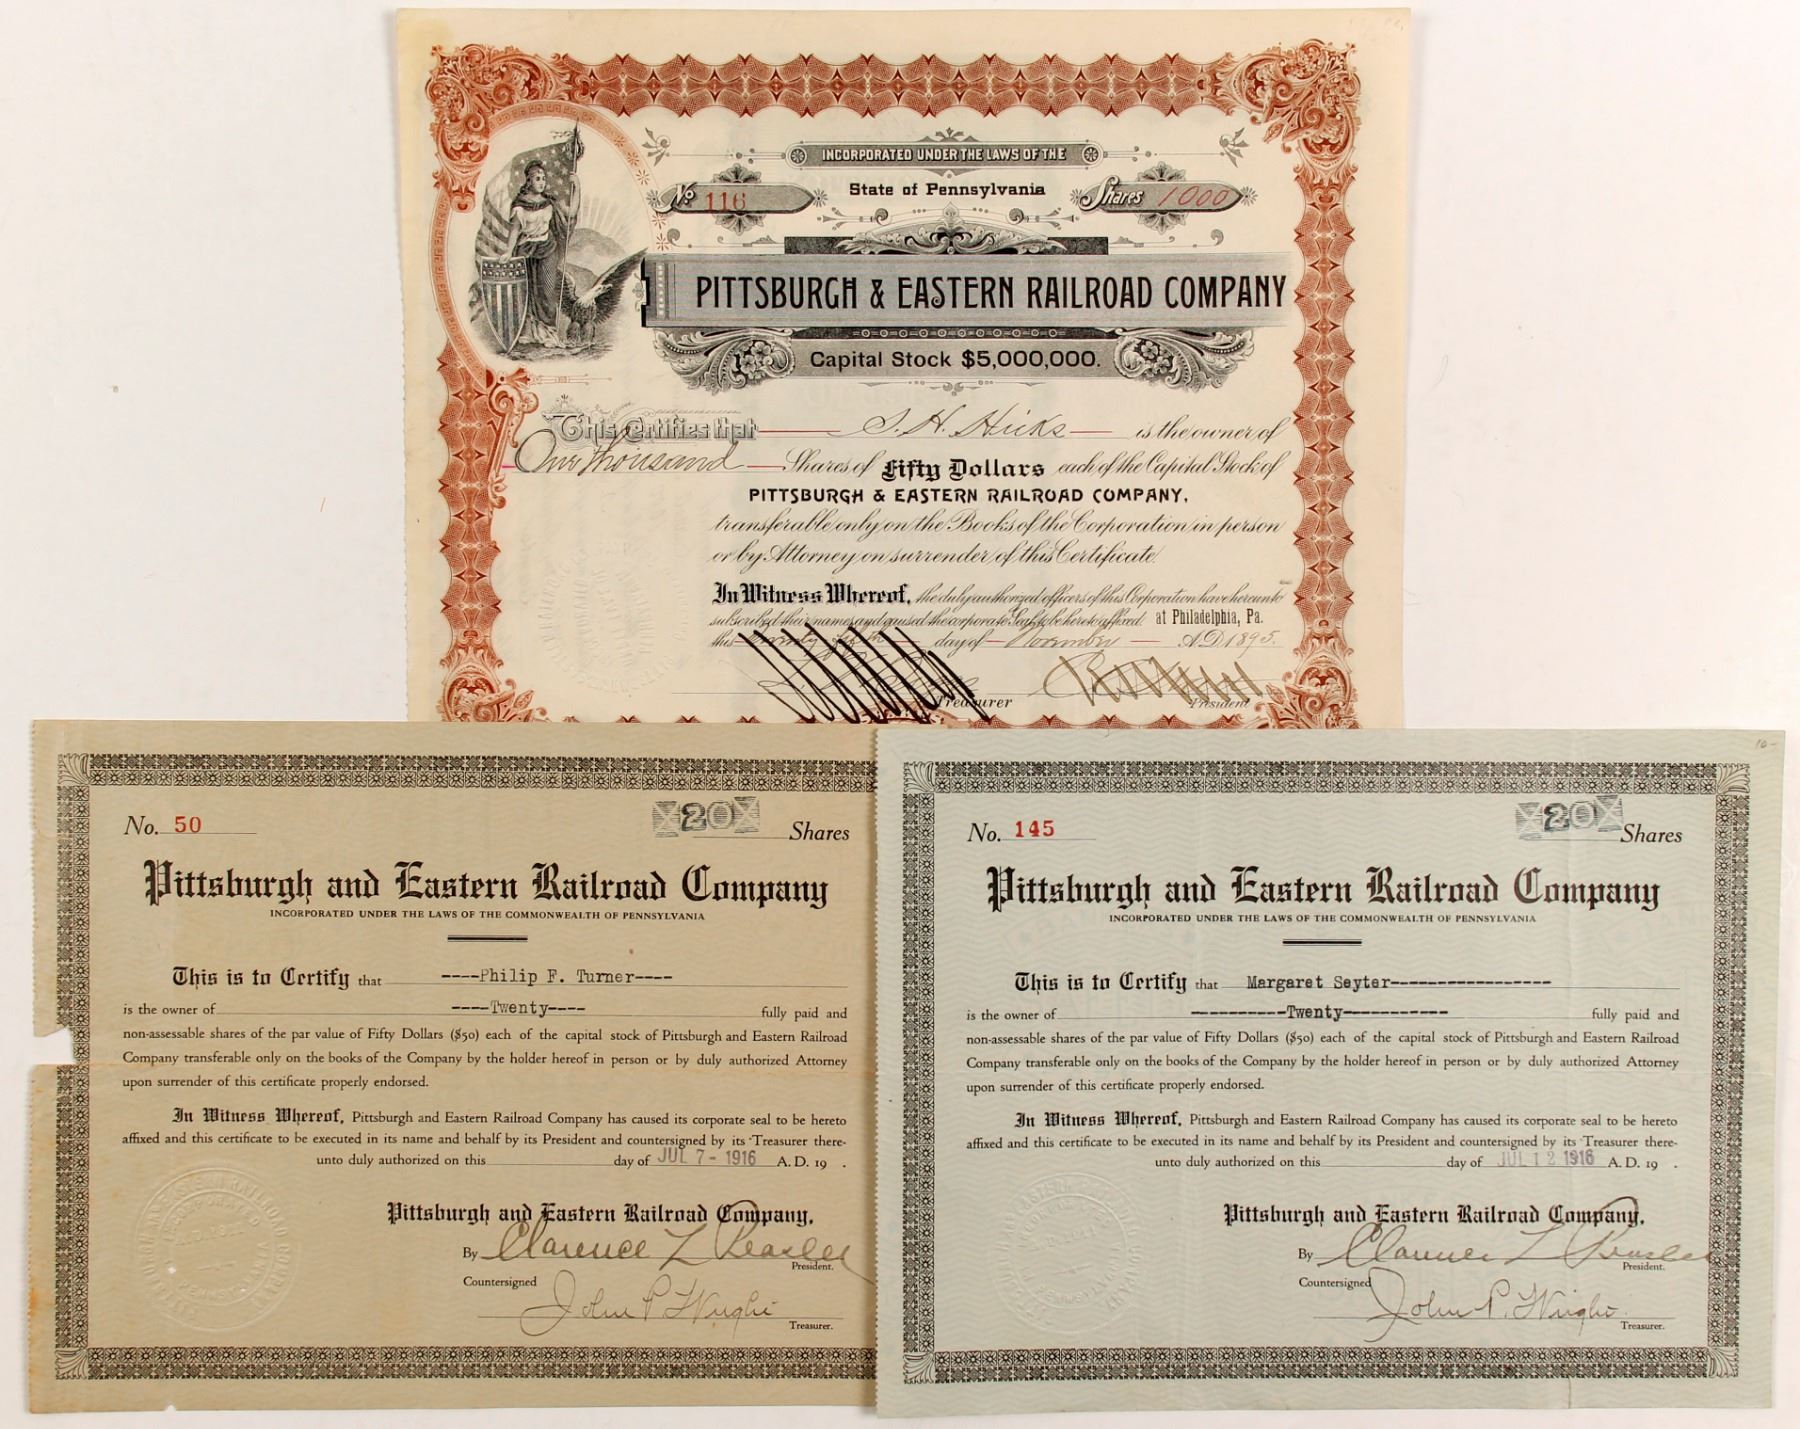 INCORPORATED UNDER THE LAWS OF THE
State of Pennsylvania
No 116
Shares 1000
PITTSBURGH & EASTERN RAILROAD COMPANY
Capital Stock $5,000,000.
This Certifies that S. H. Hicks is the owner of
One thousand Shares of Fifty Dollars each of the Capital Stock of
PITTSBURGH & EASTERN RAILROAD COMPANY,
transferable only on the Books of the Corporation in person
or by Attorney on surrender of this Certificate.
In Witness Whereof, the duly authorized officers of this Corporation have hereunto
subscribed their names and caused the corporate Seal to be hereto affixed at Philadelphia, Pa.
this day of November A.D. 1895.
Treasurer
President
No. 50
20 Shares
Pittsburgh and Eastern Railroad Company
INCORPORATED UNDER THE LAWS OF THE COMMONWEALTH OF PENNSYLVANIA
This is to Certify that ----Philip F. Turner----
is the owner of ----Twenty---- fully paid and
non-assessable shares of the par value of Fifty Dollars ($50) each of the capital stock of Pittsburgh and Eastern Railroad
Company transferable only on the books of the Company by the holder hereof in person or by duly authorized Attorney
upon surrender of this certificate properly endorsed.
In Witness Whereof, Pittsburgh and Eastern Railroad Company has caused its corporate seal to be hereto
affixed and this certificate to be executed in its name and behalf by its President and countersigned by its Treasurer there-
unto duly authorized on this day of JUL 7 - 1916 A. D. 19 .
Pittsburgh and Eastern Railroad Company,
By Clarence L Peaslee
President.
Countersigned
John P. Wright
Treasurer.
No. 145
20 Shares
Pittsburgh and Eastern Railroad Company
INCORPORATED UNDER THE LAWS OF THE COMMONWEALTH OF PENNSYLVANIA
This is to Certify that Margaret Seyter-----------------
is the owner of ----------Twenty----------- fully paid and
non-assessable shares of the par value of Fifty Dollars ($50) each of the capital stock of Pittsburgh and Eastern Railroad
Company transferable only on the books of the Company by the holder hereof in person or by duly authorized Attorney
upon surrender of this certificate properly endorsed.
In Witness Whereof, Pittsburgh and Eastern Railroad Company has caused its corporate seal to be hereto
affixed and this certificate to be executed in its name and behalf by its President and countersigned by its Treasurer there-
unto duly authorized on this day of JUL 12 1916 A. D. 19 .
Pittsburgh and Eastern Railroad Company,
By Clarence L Peaslee
President.
Countersigned
John P. Wright
Treasurer.